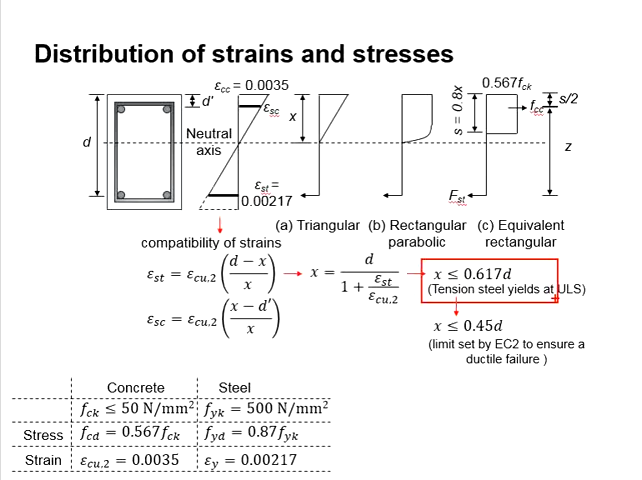 Distribution of strains and stresses
εcc = 0.0035
0.567fck
d'
εsc
x
s = 0.8x
fcc
s/2
d
Neutral
axis
z
εst =
0.00217
Fst
(a) Triangular (b) Rectangular (c) Equivalent
parabolic rectangular
compatibility of strains
εst = εcu,2 ((d − x)/x)
x = d/(1 + εst/εcu,2)
x ≤ 0.617d
(Tension steel yields at ULS)
εsc = εcu,2 ((x − d')/x)
x ≤ 0.45d
(limit set by EC2 to ensure a
ductile failure )
Concrete Steel
fck ≤ 50 N/mm² fyk = 500 N/mm²
Stress fcd = 0.567fck fyd = 0.87fyk
Strain εcu,2 = 0.0035 εy = 0.00217